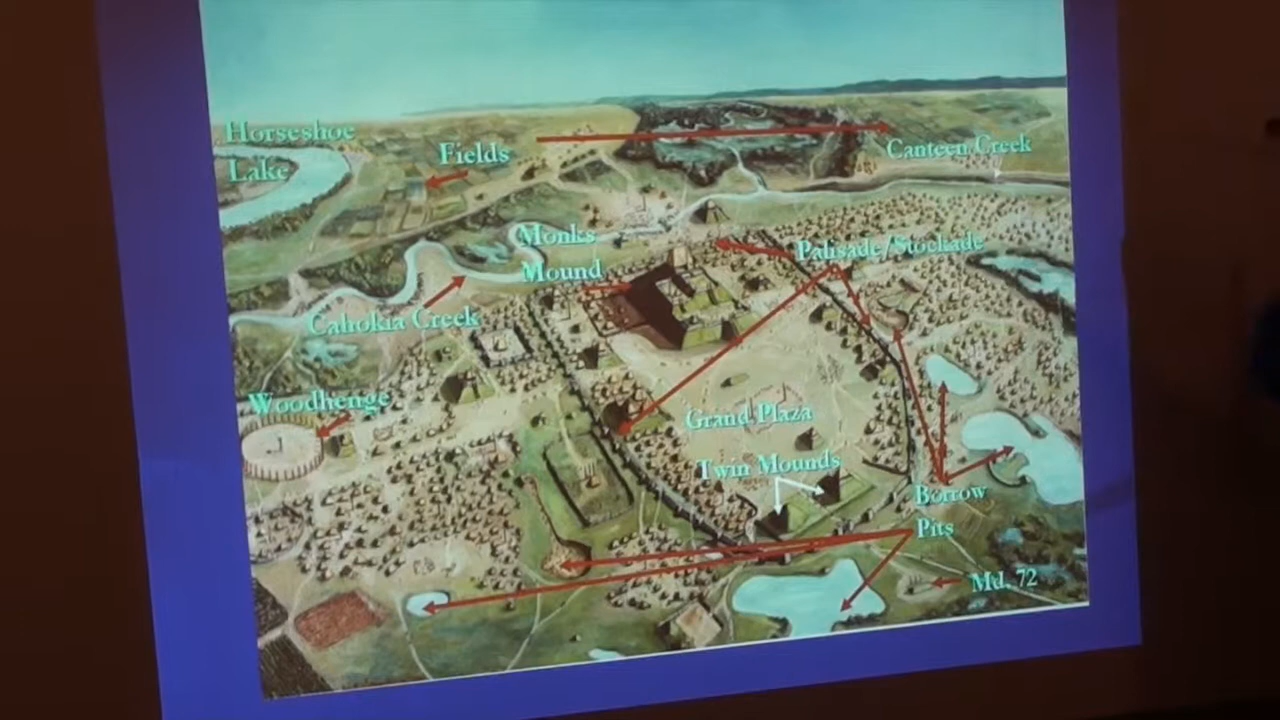 Horseshoe
Lake
Fields
Canteen Creek
Monks
Mound
Palisade/Stockade
Cahokia Creek
Woodhenge
Grand Plaza
Twin Mounds
Borrow
Pits
Md. 72